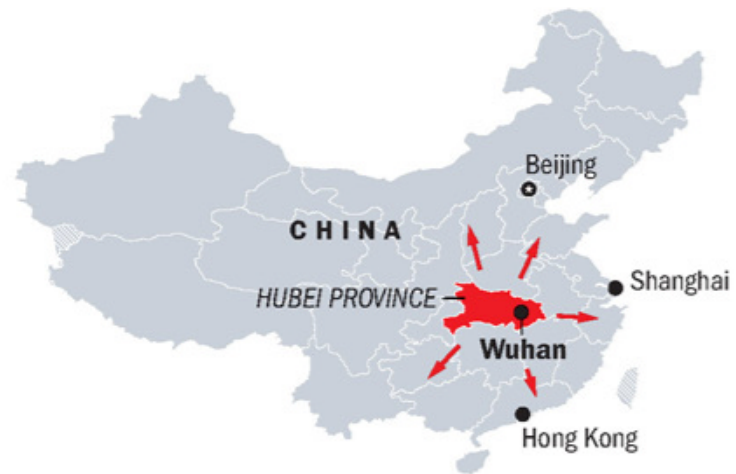 Beijing
CHINA
Shanghai
HUBEI PROVINCE
Wuhan
Hong Kong